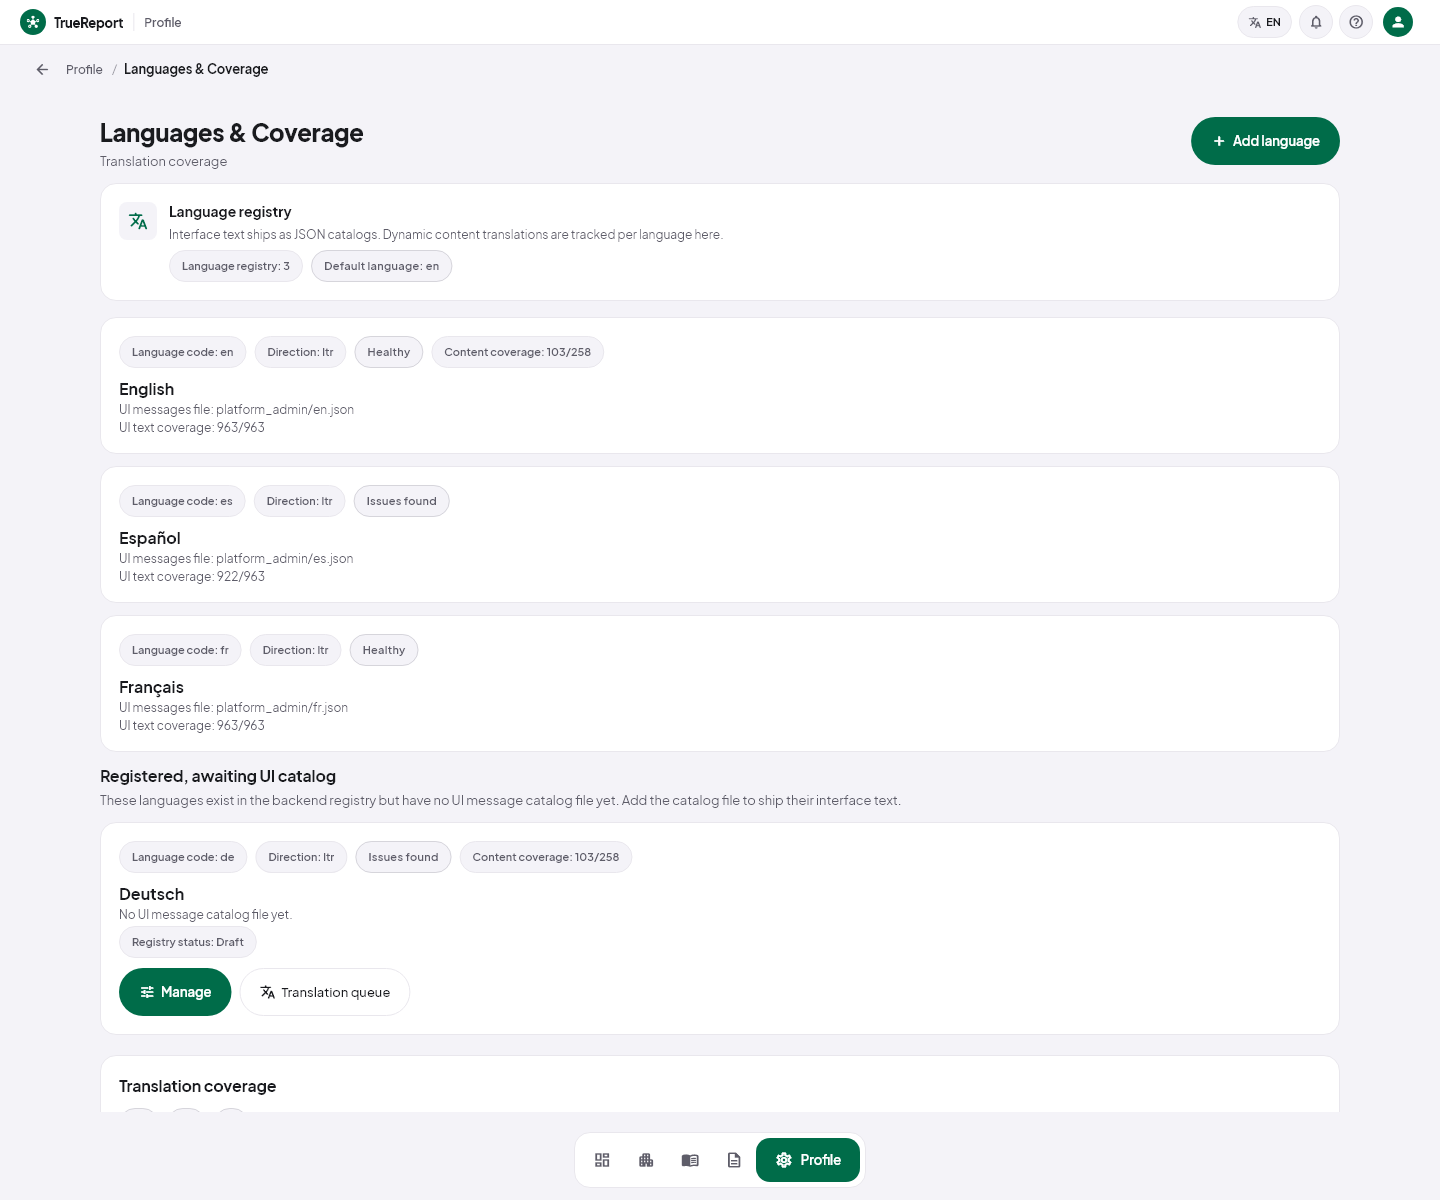 TrueReport
Profile
EN
Profile / Languages & Coverage
Languages & Coverage
Translation coverage
Add language
Language registry
Interface text ships as JSON catalogs. Dynamic content translations are tracked per language here.
Language registry: 3
Default language: en
Language code: en
Direction: ltr
Healthy
Content coverage: 103/258
English
UI messages file: platform_admin/en.json
UI text coverage: 963/963
Language code: es
Direction: ltr
Issues found
Español
UI messages file: platform_admin/es.json
UI text coverage: 922/963
Language code: fr
Direction: ltr
Healthy
Français
UI messages file: platform_admin/fr.json
UI text coverage: 963/963
Registered, awaiting UI catalog
These languages exist in the backend registry but have no UI message catalog file yet. Add the catalog file to ship their interface text.
Language code: de
Direction: ltr
Issues found
Content coverage: 103/258
Deutsch
No UI message catalog file yet.
Registry status: Draft
Manage
Translation queue
Translation coverage
Profile